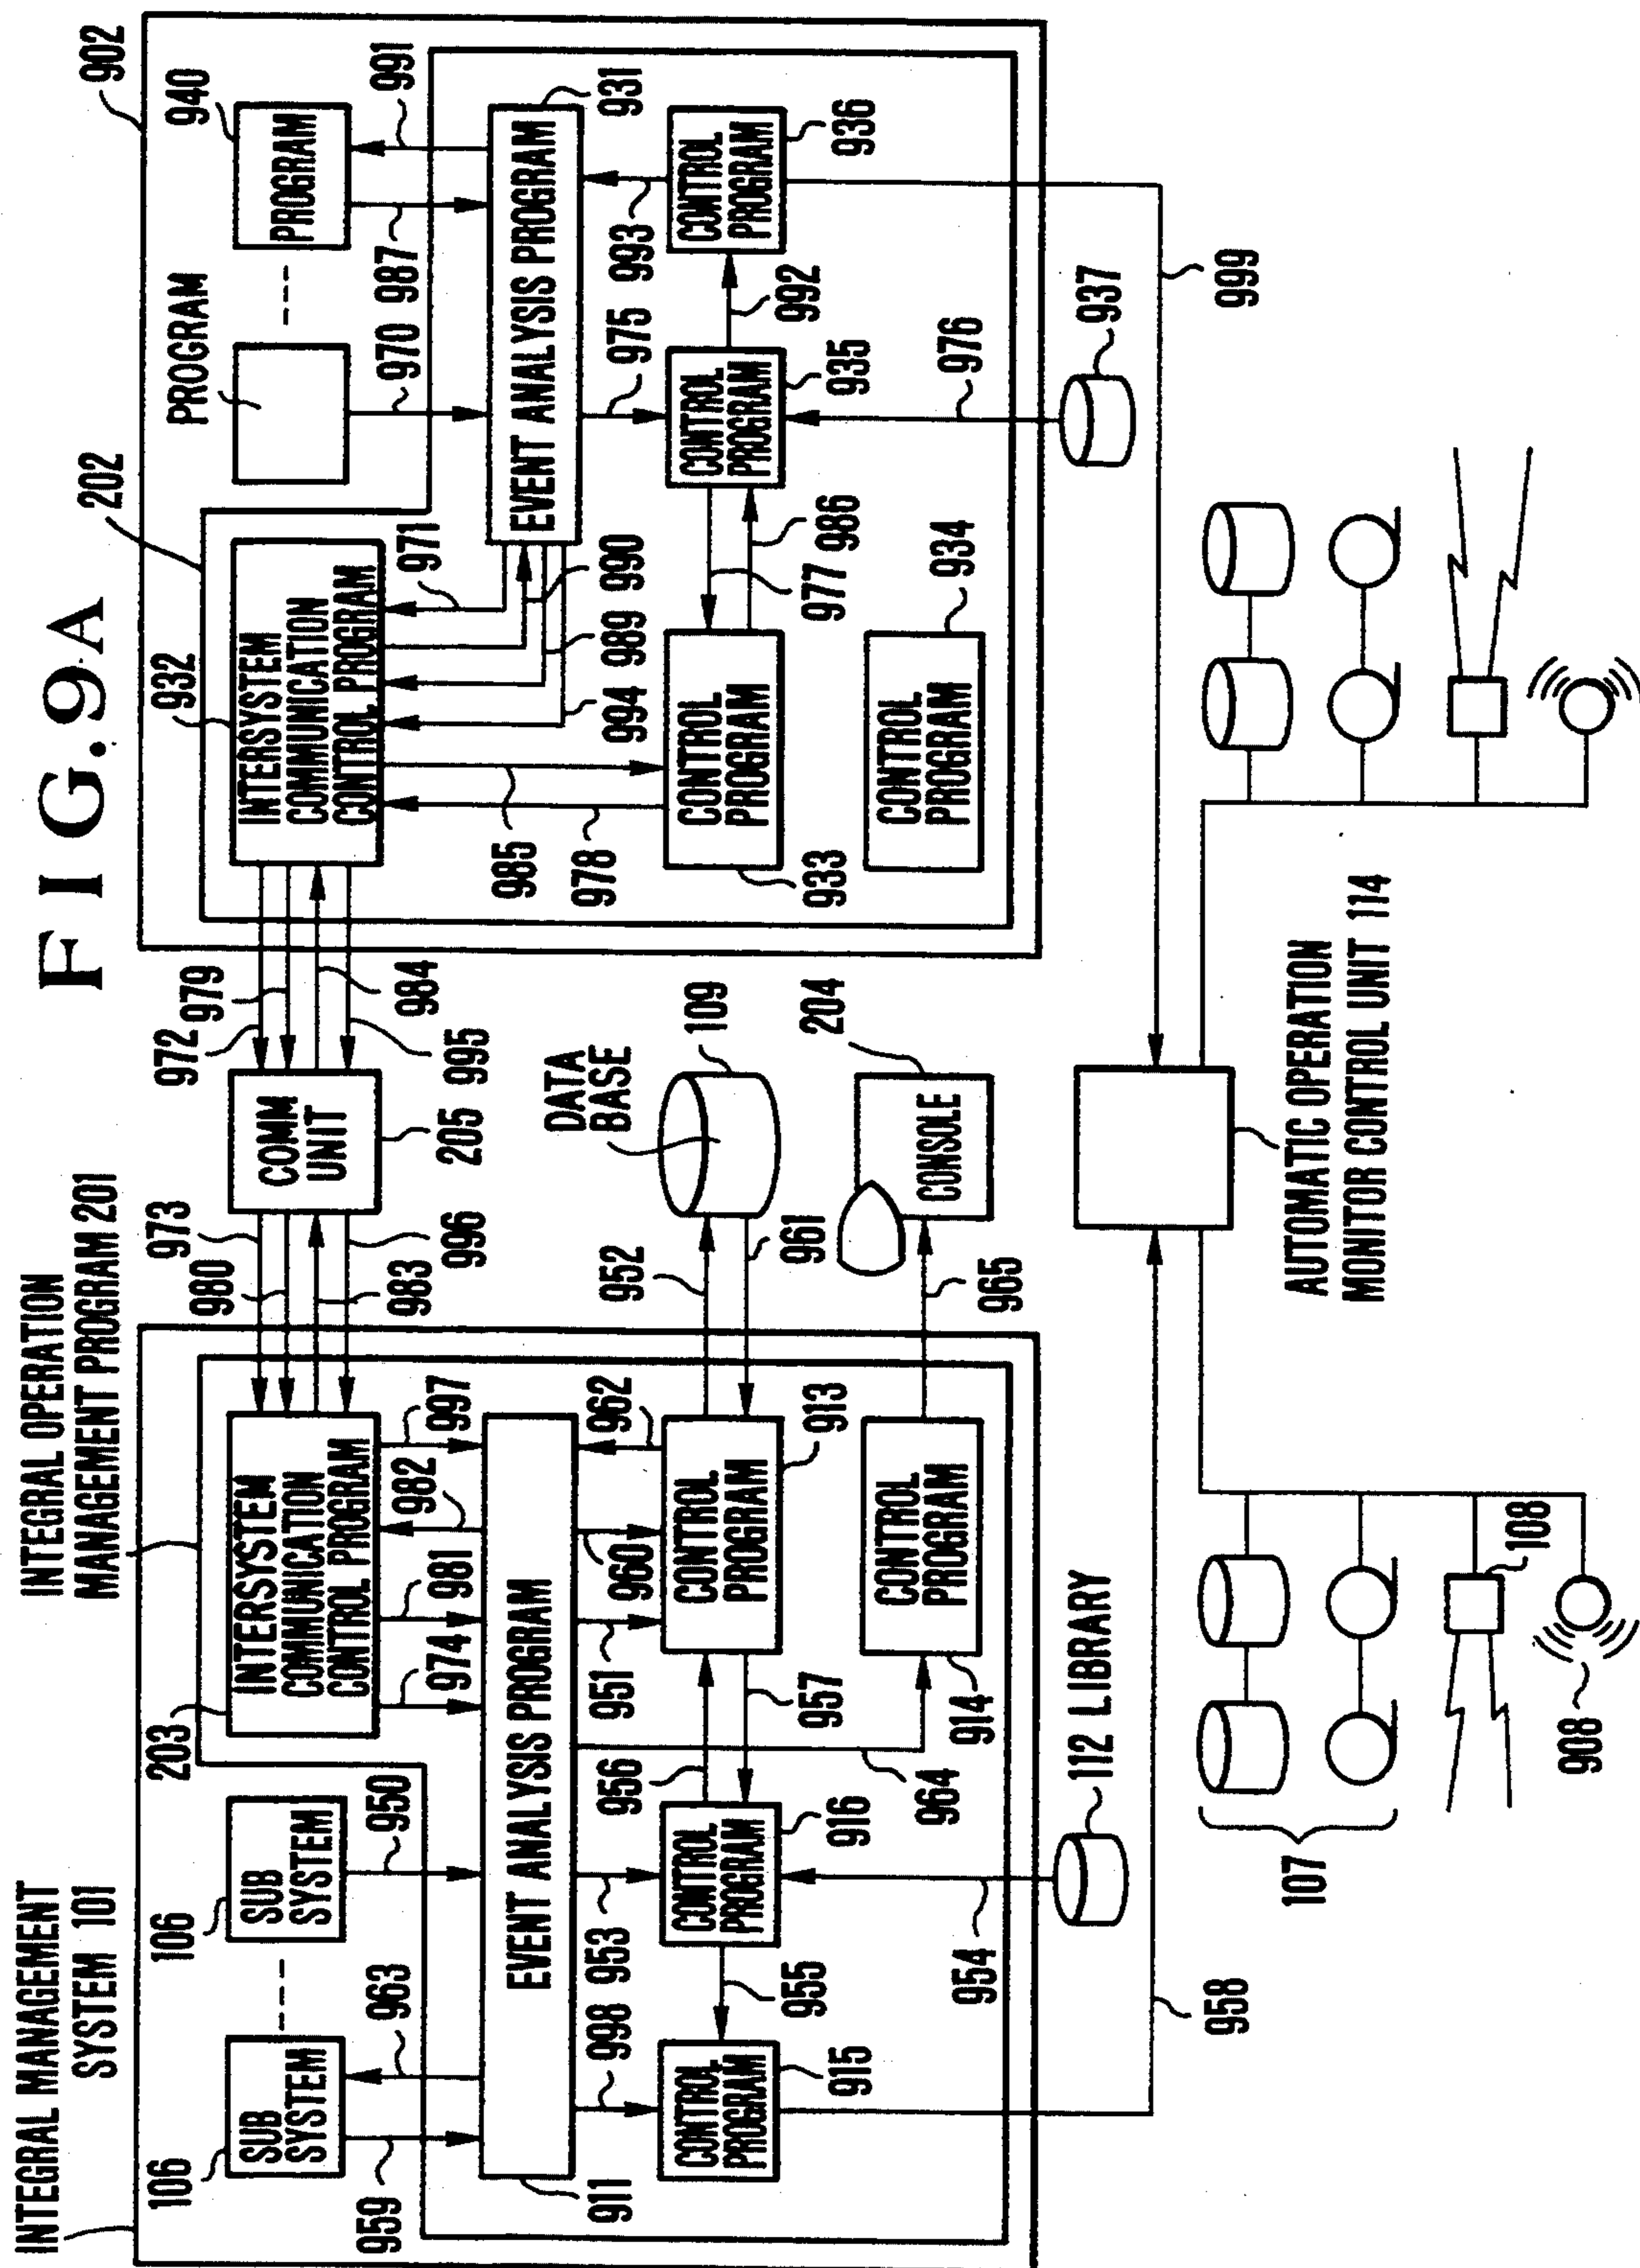 FIG. 9A
INTEGRAL MANAGEMENT
SYSTEM 101
INTEGRAL OPERATION
MANAGEMENT PROGRAM 201
202
902
106
SUB
SYSTEM
106
SUB
SYSTEM
203
INTERSYSTEM
COMMUNICATION
CONTROL PROGRAM
973
980
983
996
COMM
UNIT
205
972
979
984
995
932
INTERSYSTEM
COMMUNICATION
CONTROL PROGRAM
PROGRAM
940
PROGRAM
959
963
950
974
981
982
997
985
978
994
989
990
971
970
987
991
911
EVENT ANALYSIS PROGRAM
EVENT ANALYSIS PROGRAM
931
998
953
951
960
962
952
961
DATA
BASE
109
975
993
CONTROL
PROGRAM
915
955
CONTROL
PROGRAM
916
956
957
CONTROL
PROGRAM
913
933
CONTROL
PROGRAM
977
986
CONTROL
PROGRAM
935
992
CONTROL
PROGRAM
936
954
964
CONTROL
PROGRAM
914
965
CONSOLE
204
CONTROL
PROGRAM
934
976
112 LIBRARY
937
958
999
AUTOMATIC OPERATION
MONITOR CONTROL UNIT 114
107
108
908